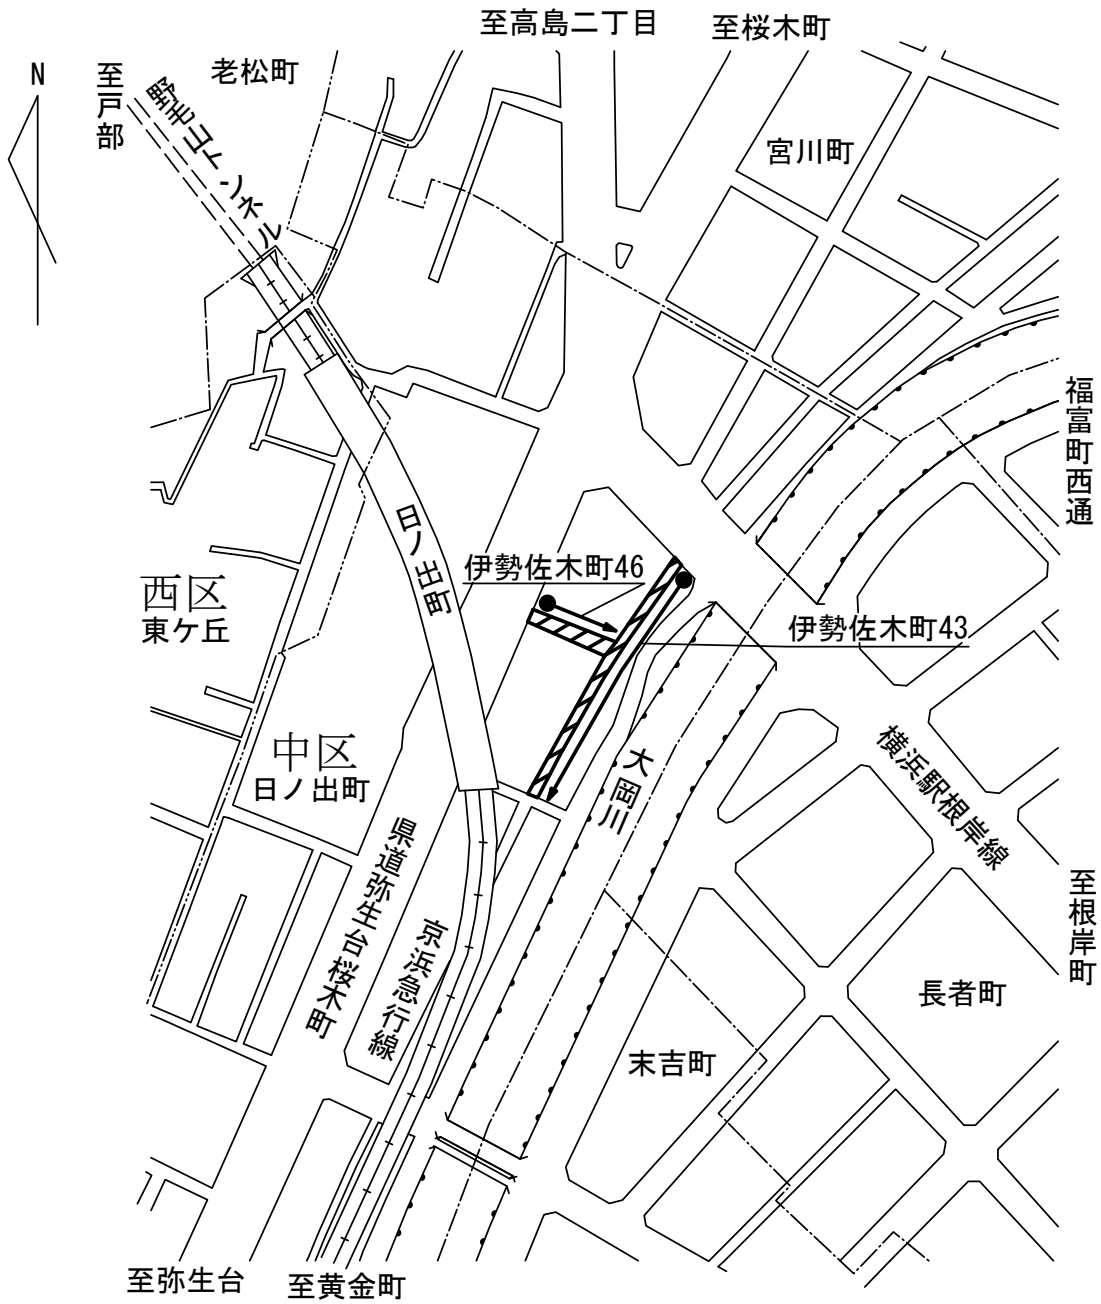 至高島二丁目
至桜木町
N
至戸部
野毛山トンネル
老松町
宮川町
福富町西通
日ノ出町
伊勢佐木町46
西区
東ケ丘
伊勢佐木町43
中区
日ノ出町
大岡川
横浜駅根岸線
県道弥生台桜木町
京浜急行線
至根岸町
長者町
末吉町
至弥生台
至黄金町